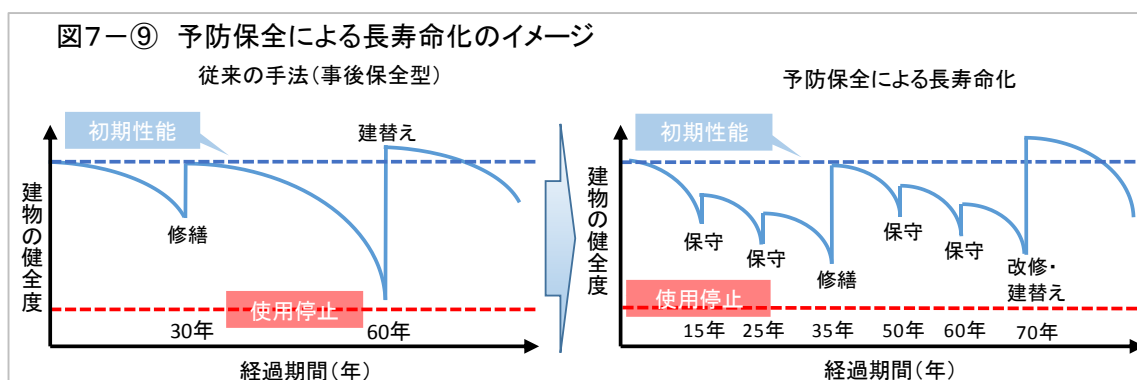 図7-⑨ 予防保全による長寿命化のイメージ
従来の手法(事後保全型)
初期性能
建替え
建物の健全度
修繕
使用停止
30年
60年
経過期間(年)
予防保全による長寿命化
初期性能
建物の健全度
保守
保守
修繕
保守
保守
改修・
建替え
使用停止
15年
25年
35年
50年
60年
70年
経過期間(年)